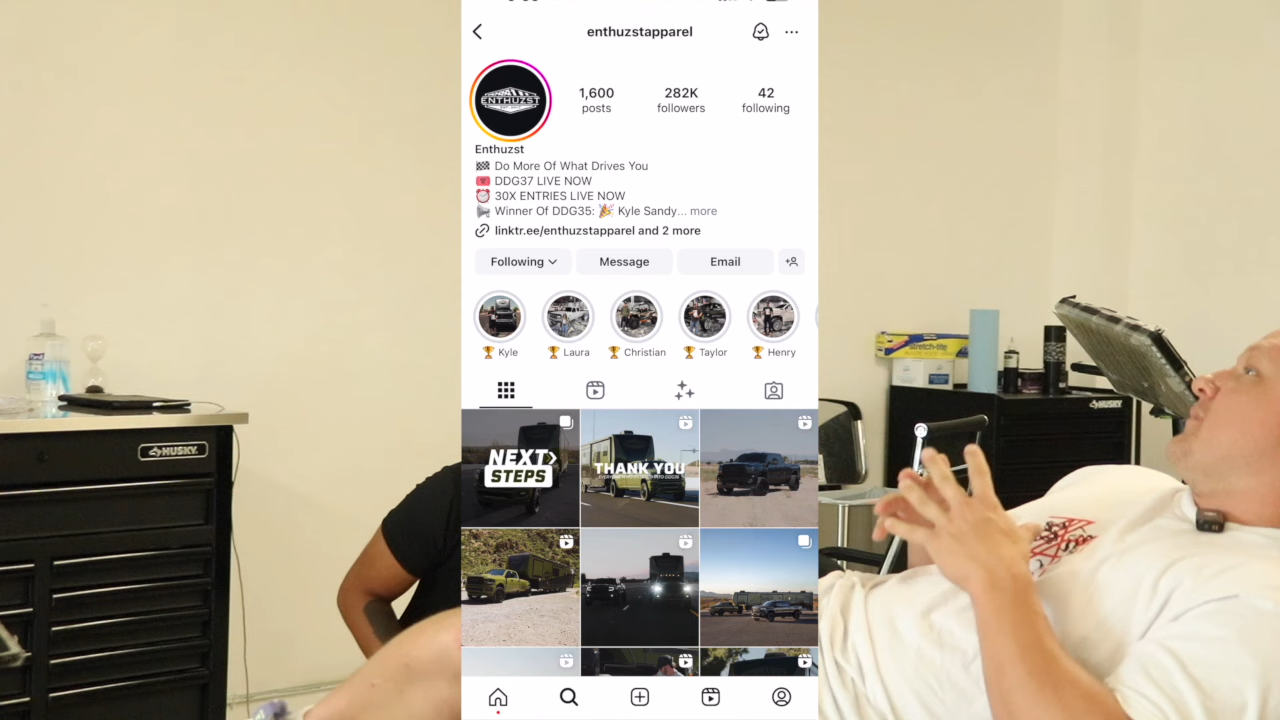 enthuzstapparel
ENTHUZST
1,600
posts
282K
followers
42
following
Enthuzst
🏁 Do More Of What Drives You
🎟️ DDG37 LIVE NOW
⏰ 30X ENTRIES LIVE NOW
📢 Winner Of DDG35: 🎉 Kyle Sandy... more
linktr.ee/enthuzstapparel and 2 more
Following
Message
Email
🏆 Kyle
🏆 Laura
🏆 Christian
🏆 Taylor
🏆 Henry
NEXT
STEPS
THANK YOU
HUSKY
stretch-tite
HUSKY